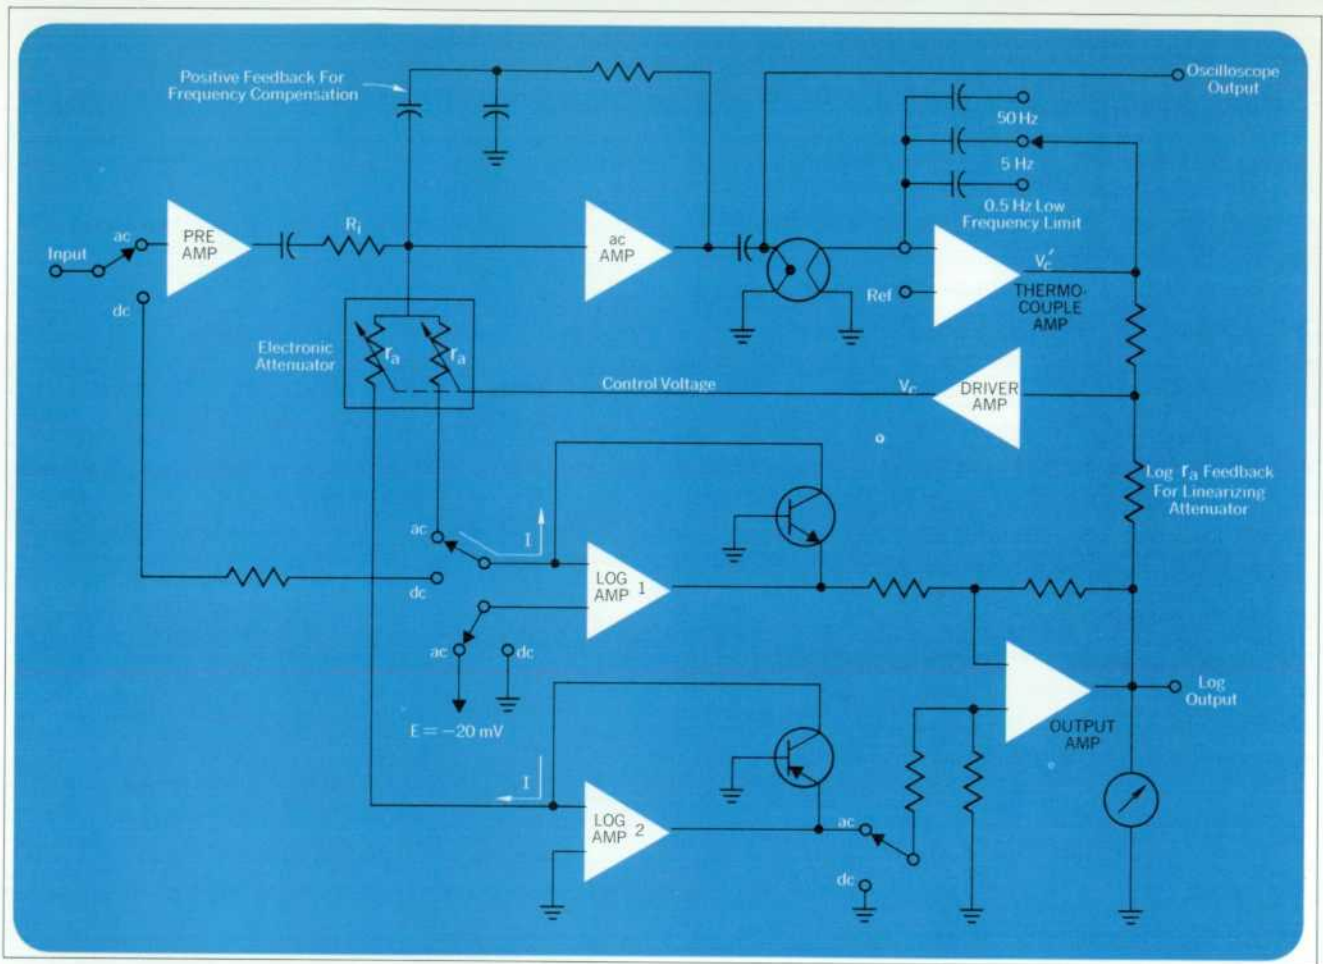 Positive Feedback For
Frequency Compensation
Oscilloscope
Output
50 Hz
5 Hz
0.5 Hz Low
Frequency Limit
Input
ac
dc
PRE
AMP
Ri
ac
AMP
Ref
Vc′
THERMO-
COUPLE
AMP
Electronic
Attenuator
ra
ra
Control Voltage
Vc
DRIVER
AMP
Log ra Feedback
For Linearizing
Attenuator
ac
I
dc
LOG
AMP 1
ac
dc
E = −20 mV
Log
Output
OUTPUT
AMP
I
LOG
AMP 2
ac
dc